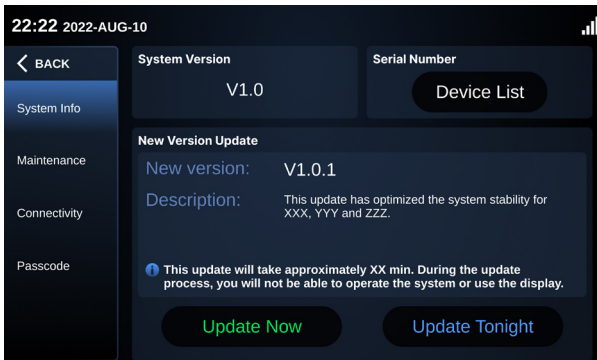 22:22 2022-AUG-10
BACK
System Info
Maintenance
Connectivity
Passcode
System Version
V1.0
Serial Number
Device List
New Version Update
New version: V1.0.1
Description: This update has optimized the system stability for
XXX, YYY and ZZZ.
This update will take approximately XX min. During the update
process, you will not be able to operate the system or use the display.
Update Now
Update Tonight